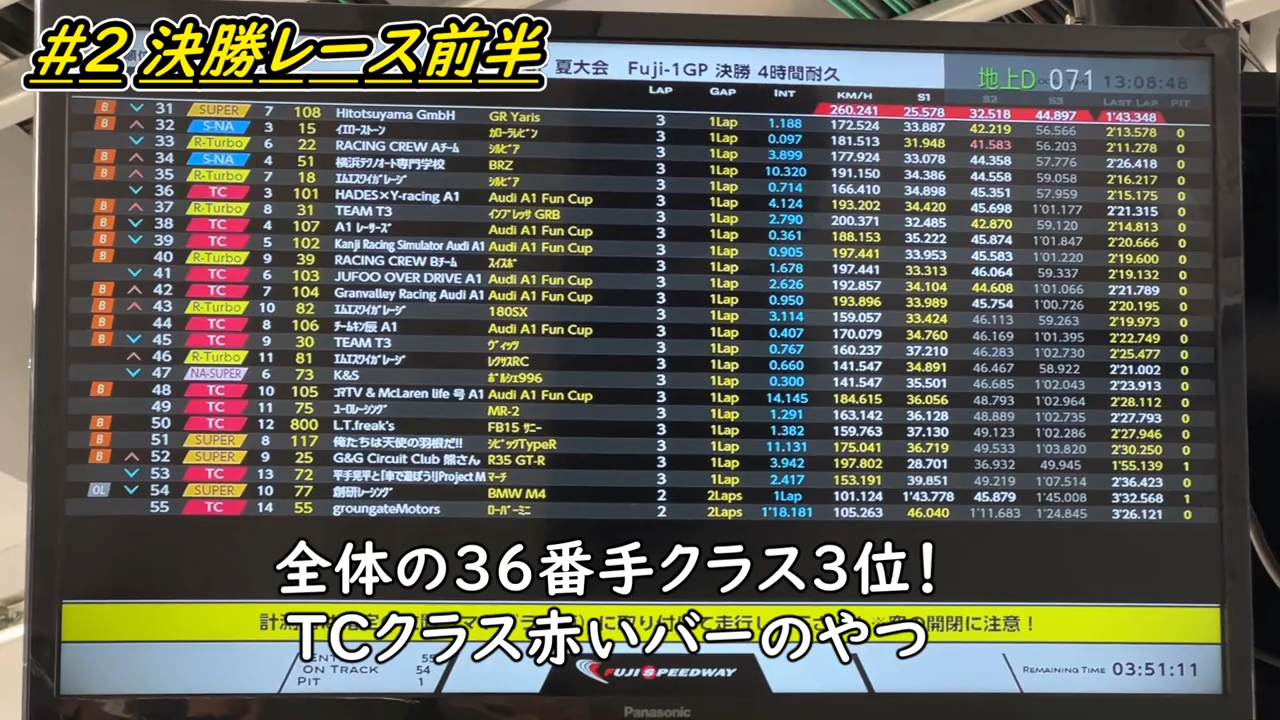 #2 決勝レース前半
夏大会 Fuji-1GP 決勝 4時間耐久
地上D 071
13:08:48
LAP GAP INT KM/H S1 S2 S3 LAST LAP PIT
B 31 SUPER 7 108 Hitotsuyama GmbH GR Yaris 3 1Lap 1.188 260.241 25.578 32.518 44.897 1'43.348
B 32 S-NA 3 15 イエローストーン カローラレビン 3 1Lap 0.097 172.524 33.887 42.219 56.566 2'13.578 0
33 R-Turbo 6 22 RACING CREW Aチーム シルビア 3 1Lap 3.899 181.513 31.948 41.583 56.203 2'11.278 0
B 34 S-NA 4 51 横浜テクノオート専門学校 BRZ 3 1Lap 10.320 177.924 33.078 44.358 57.776 2'26.418 0
B 35 R-Turbo 7 18 エムエスワイガレージ シルビア 3 1Lap 0.714 191.150 34.386 44.558 59.058 2'16.217 0
36 TC 3 101 HADES×Y-racing A1 Audi A1 Fun Cup 3 1Lap 4.124 166.410 34.898 45.351 57.959 2'15.175 0
B 37 R-Turbo 8 31 TEAM T3 インプレッサ GRB 3 1Lap 2.790 193.202 34.420 45.698 1'01.177 2'21.315 0
B 38 TC 4 107 A1 レーサーズ Audi A1 Fun Cup 3 1Lap 0.361 200.371 32.485 42.870 59.120 2'14.813 0
B 39 TC 5 102 Kanji Racing Simulator Audi A1 Audi A1 Fun Cup 3 1Lap 0.905 188.153 35.222 45.874 1'01.847 2'20.666 0
B 40 R-Turbo 9 39 RACING CREW Bチーム スイスポ 3 1Lap 1.678 197.441 33.953 45.583 1'01.220 2'19.600 0
41 TC 6 103 JUFOO OVER DRIVE A1 Audi A1 Fun Cup 3 1Lap 2.626 197.441 33.313 46.064 59.337 2'19.132 0
B 42 TC 7 104 Granvalley Racing Audi A1 Audi A1 Fun Cup 3 1Lap 0.950 192.857 34.104 44.608 1'01.066 2'21.789 0
B 43 R-Turbo 10 82 エムエスワイガレージ 180SX 3 1Lap 3.114 193.896 33.989 45.754 1'00.726 2'20.195 0
B 44 TC 8 106 チームキン辰 A1 Audi A1 Fun Cup 3 1Lap 0.407 159.057 33.424 46.113 59.263 2'19.973 0
B 45 TC 9 30 TEAM T3 ヴィッツ 3 1Lap 0.767 170.079 34.760 46.169 1'01.395 2'22.749 0
46 R-Turbo 11 81 エムエスワイガレージ レクサスRC 3 1Lap 0.660 160.237 37.210 46.283 1'02.730 2'25.477 0
47 NA-SUPER 6 73 K&S ポルシェ996 3 1Lap 0.300 141.547 34.891 46.467 58.922 2'21.002 0
B 48 TC 10 105 コマTV & McLaren life 号 A1 Audi A1 Fun Cup 3 1Lap 14.145 141.547 35.501 46.685 1'02.043 2'23.913 0
49 TC 11 75 ユーロレーシング MR-2 3 1Lap 1.291 184.615 36.056 48.793 1'02.964 2'28.112 0
B 50 TC 12 800 L.T.freak's FB15 サニー 3 1Lap 1.382 163.142 36.128 48.889 1'02.735 2'27.793 0
B 51 SUPER 8 117 俺たちは天使の羽根だ!! シビックTypeR 3 1Lap 11.131 159.763 37.130 49.123 1'02.286 2'27.946 0
B 52 SUPER 9 25 G&G Circuit Club 熊さん R35 GT-R 3 1Lap 3.942 175.041 36.719 49.533 1'03.820 2'30.250 0
53 TC 13 72 平手晃平と「車で遊ぼう!」Project M マーチ 3 1Lap 2.417 197.802 28.701 36.932 49.945 1'55.139 1
OL 54 SUPER 10 77 創研レーシング BMW M4 2 2Laps 1Lap 153.191 39.851 49.219 1'07.514 2'36.423 0
55 TC 14 55 groungateMotors ローバーミニ 2 2Laps 1'18.181 101.124 1'43.778 45.879 1'45.008 3'32.568 1
105.263 46.040 1'11.683 1'24.845 3'26.121 0
全体の36番手クラス3位!
に取り付けて走行し 開閉に注意！
TCクラス赤いバーのやつ
55
ON TRACK 54
PIT 1
FUJI SPEEDWAY
REMAINING TIME 03:51:11
Panasonic